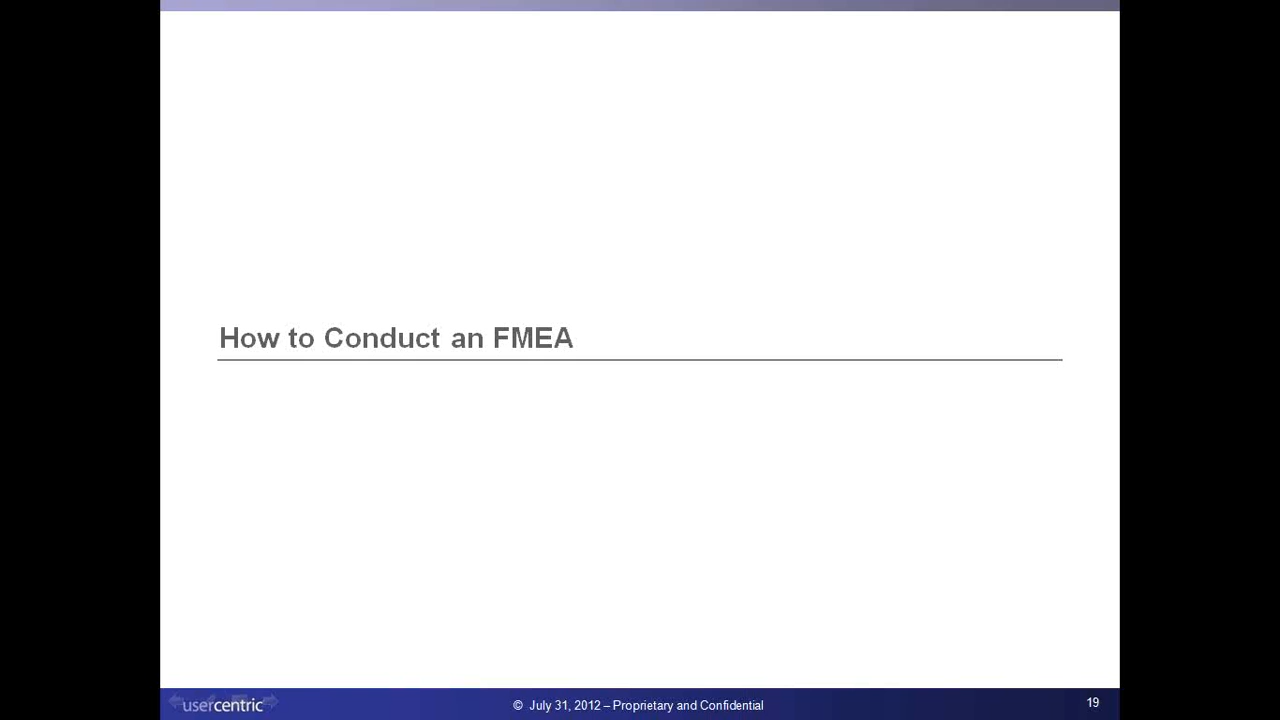 How to Conduct an FMEA
usercentric
© July 31, 2012 – Proprietary and Confidential
19